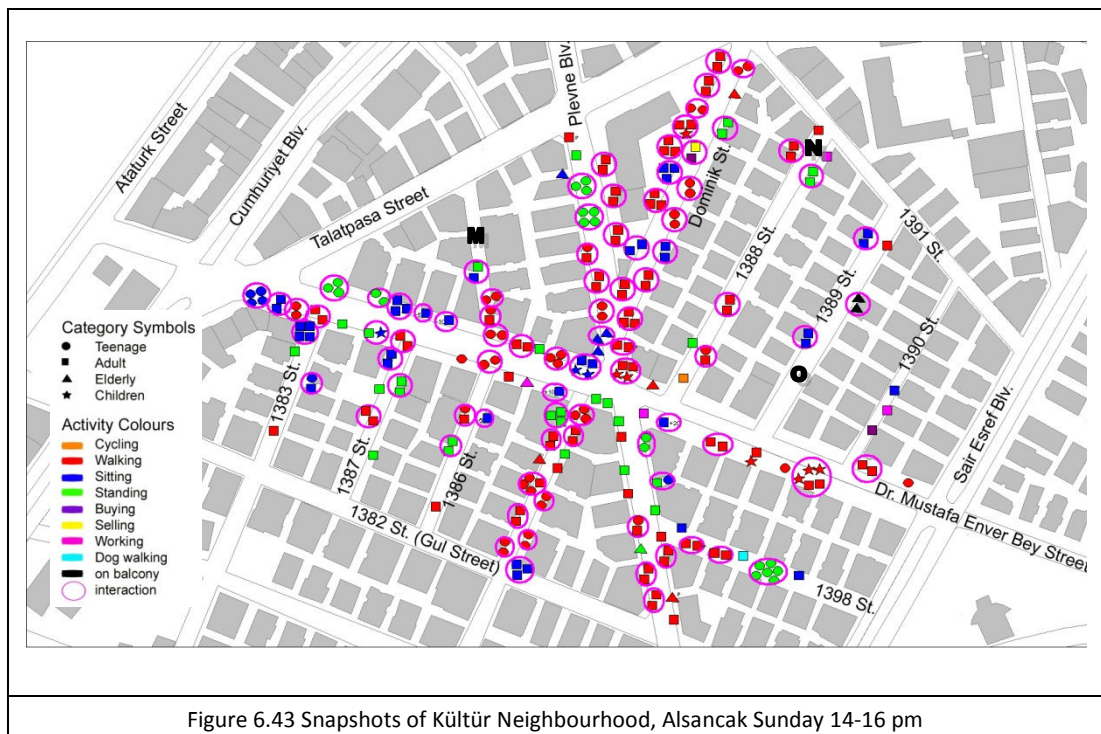 Ataturk Street
Cumhuriyet Blv.
Talatpasa Street
Plevne Blv.
Dominik St.
N
M
1391 St.
1388 St.
1389 St.
1390 St.
O
Category Symbols
Teenage
Adult
Elderly
Children
Activity Colours
Cycling
Walking
Sitting
Standing
Buying
Selling
Working
Dog walking
on balcony
interaction
1383 St.
1387 St.
1386 St.
1382 St. (Gul Street)
Sair Esref Blv.
Dr. Mustafa Enver Bey Street
1398 St.
Figure 6.43 Snapshots of Kültür Neighbourhood, Alsancak Sunday 14-16 pm